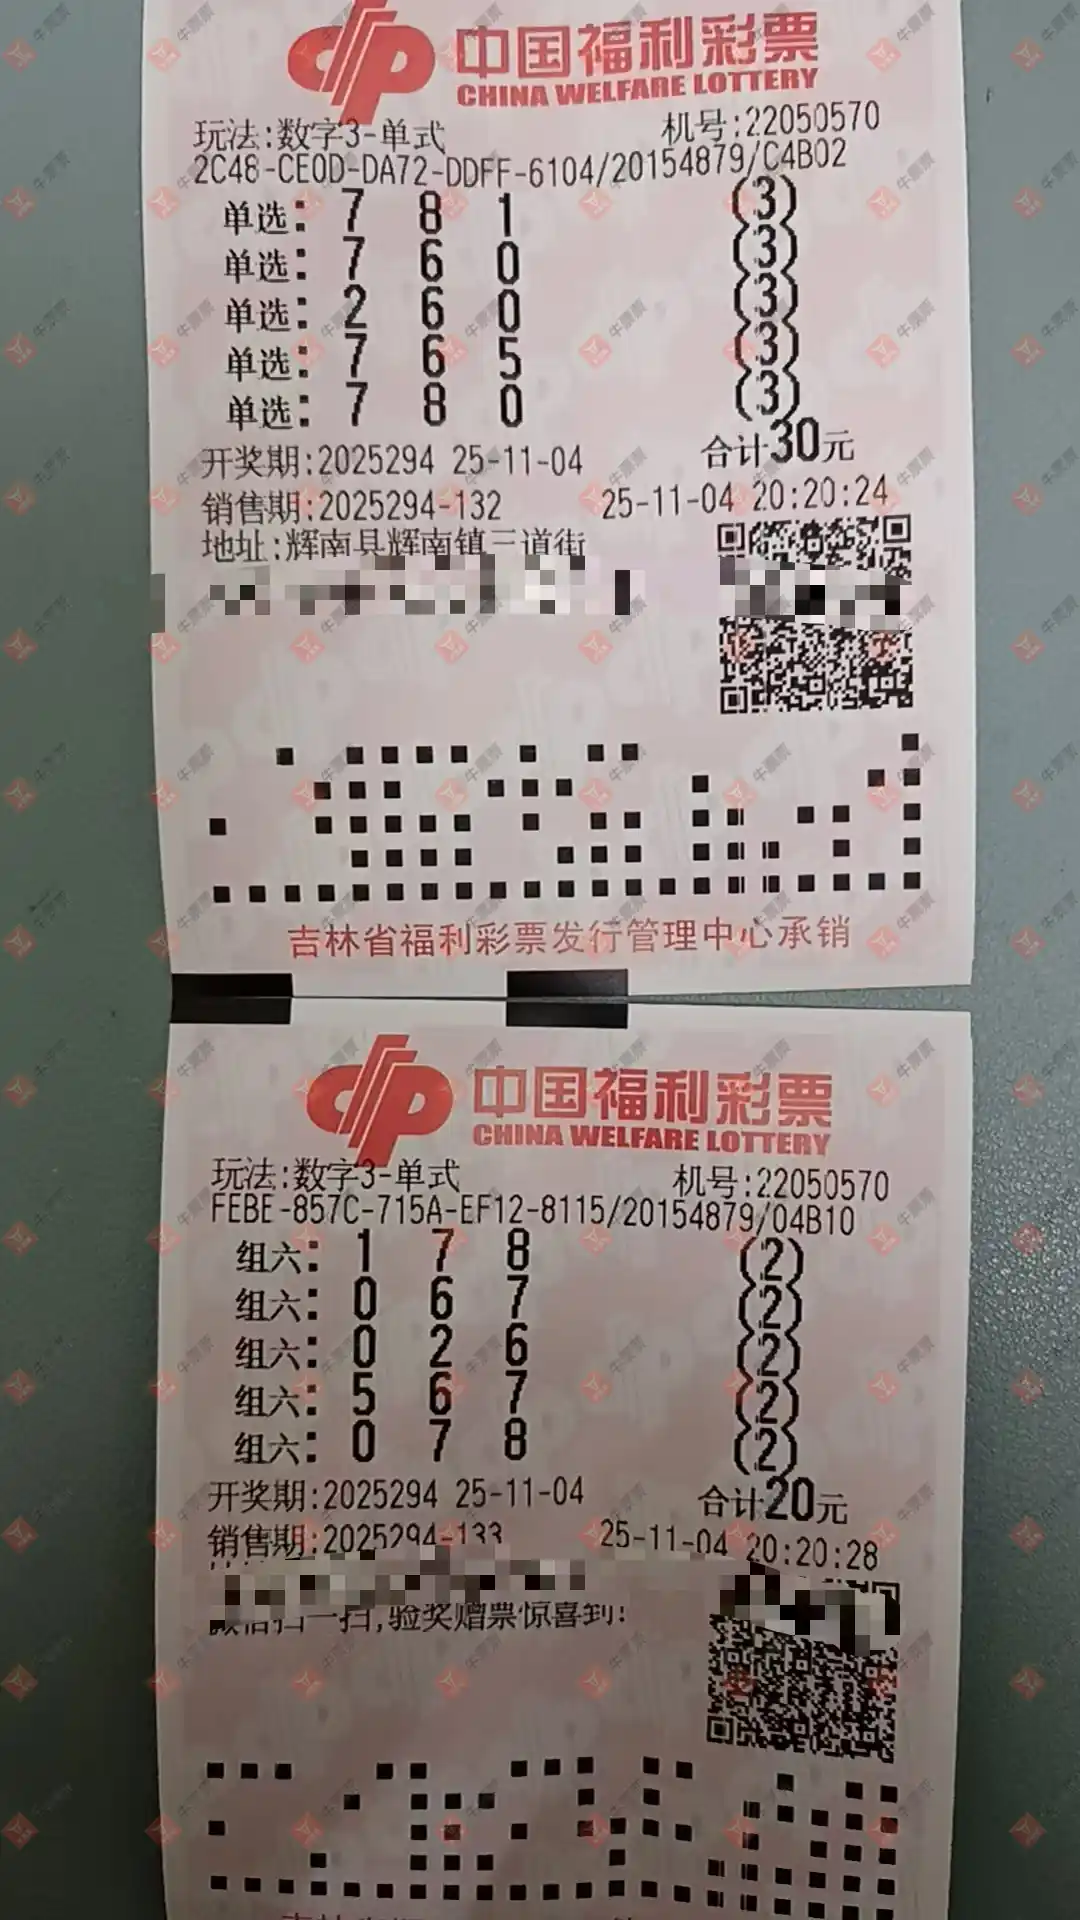 中国福利彩票
CHINA WELFARE LOTTERY
玩法:数字3-单式 机号:22050570
2C48-CE0D-DA72-DDFF-6104/20154879/C4B02
单选: 7 8 1 (3)
单选: 7 6 0 (3)
单选: 2 6 0 (3)
单选: 7 6 5 (3)
单选: 7 8 0 (3)
合计30元
开奖期:2025294 25-11-04
销售期:2025294-132 25-11-04 20:20:24
地址:辉南县辉南镇三道街
吉林省福利彩票发行管理中心承销
中国福利彩票
CHINA WELFARE LOTTERY
玩法:数字3-单式 机号:22050570
FEBE-857C-715A-EF12-8115/20154879/04B10
组六: 1 7 8 (2)
组六: 0 6 7 (2)
组六: 0 2 6 (2)
组六: 5 6 7 (2)
组六: 0 7 8 (2)
开奖期:2025294 25-11-04 合计20元
销售期:2025294-133 25-11-04 20:20:28
微信扫一扫,验奖赠票惊喜到!
牛票票